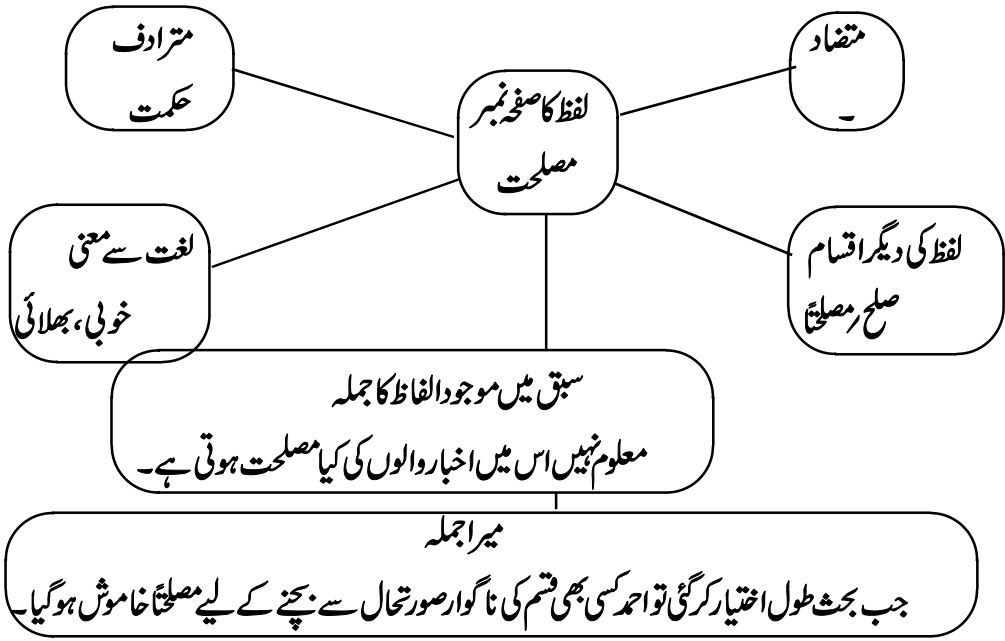 متضاد
۔
مترادف
حکمت
لفظ کا صفحہ نمبر
مصلحت
لفظ کی دیگر اقسام
صلح ؍ مصلحتاً
لغت سے معنی
خوبی، بھلائی
سبق میں موجود الفاظ کا جملہ
معلوم نہیں اس میں اخبار والوں کی کیا مصلحت ہوتی ہے۔
میرا جملہ
جب بحث طول اختیار کر گئی تو احمد کسی بھی قسم کی ناگوار صورتحال سے بچنے کے لیے مصلحتاً خاموش ہوگیا۔